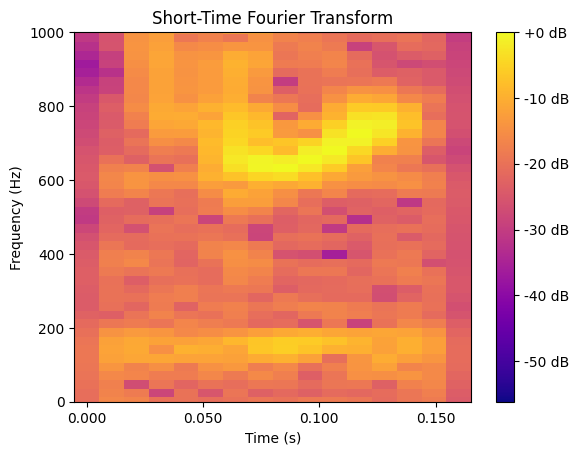 Short-Time Fourier Transform
1000
800
600
400
200
0
Frequency (Hz)
0.000
0.050
0.100
0.150
Time (s)
+0 dB
-10 dB
-20 dB
-30 dB
-40 dB
-50 dB